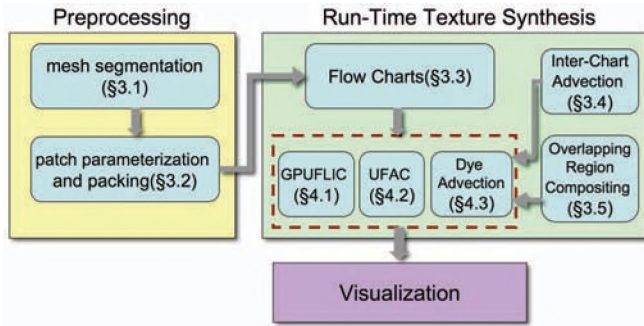 Preprocessing
mesh segmentation
(§3.1)
patch parameterization
and packing(§3.2)
Run-Time Texture Synthesis
Flow Charts(§3.3)
Inter-Chart
Advection
(§3.4)
GPUFLIC
(§4.1)
UFAC
(§4.2)
Dye
Advection
(§4.3)
Overlapping
Region
Compositing
(§3.5)
Visualization